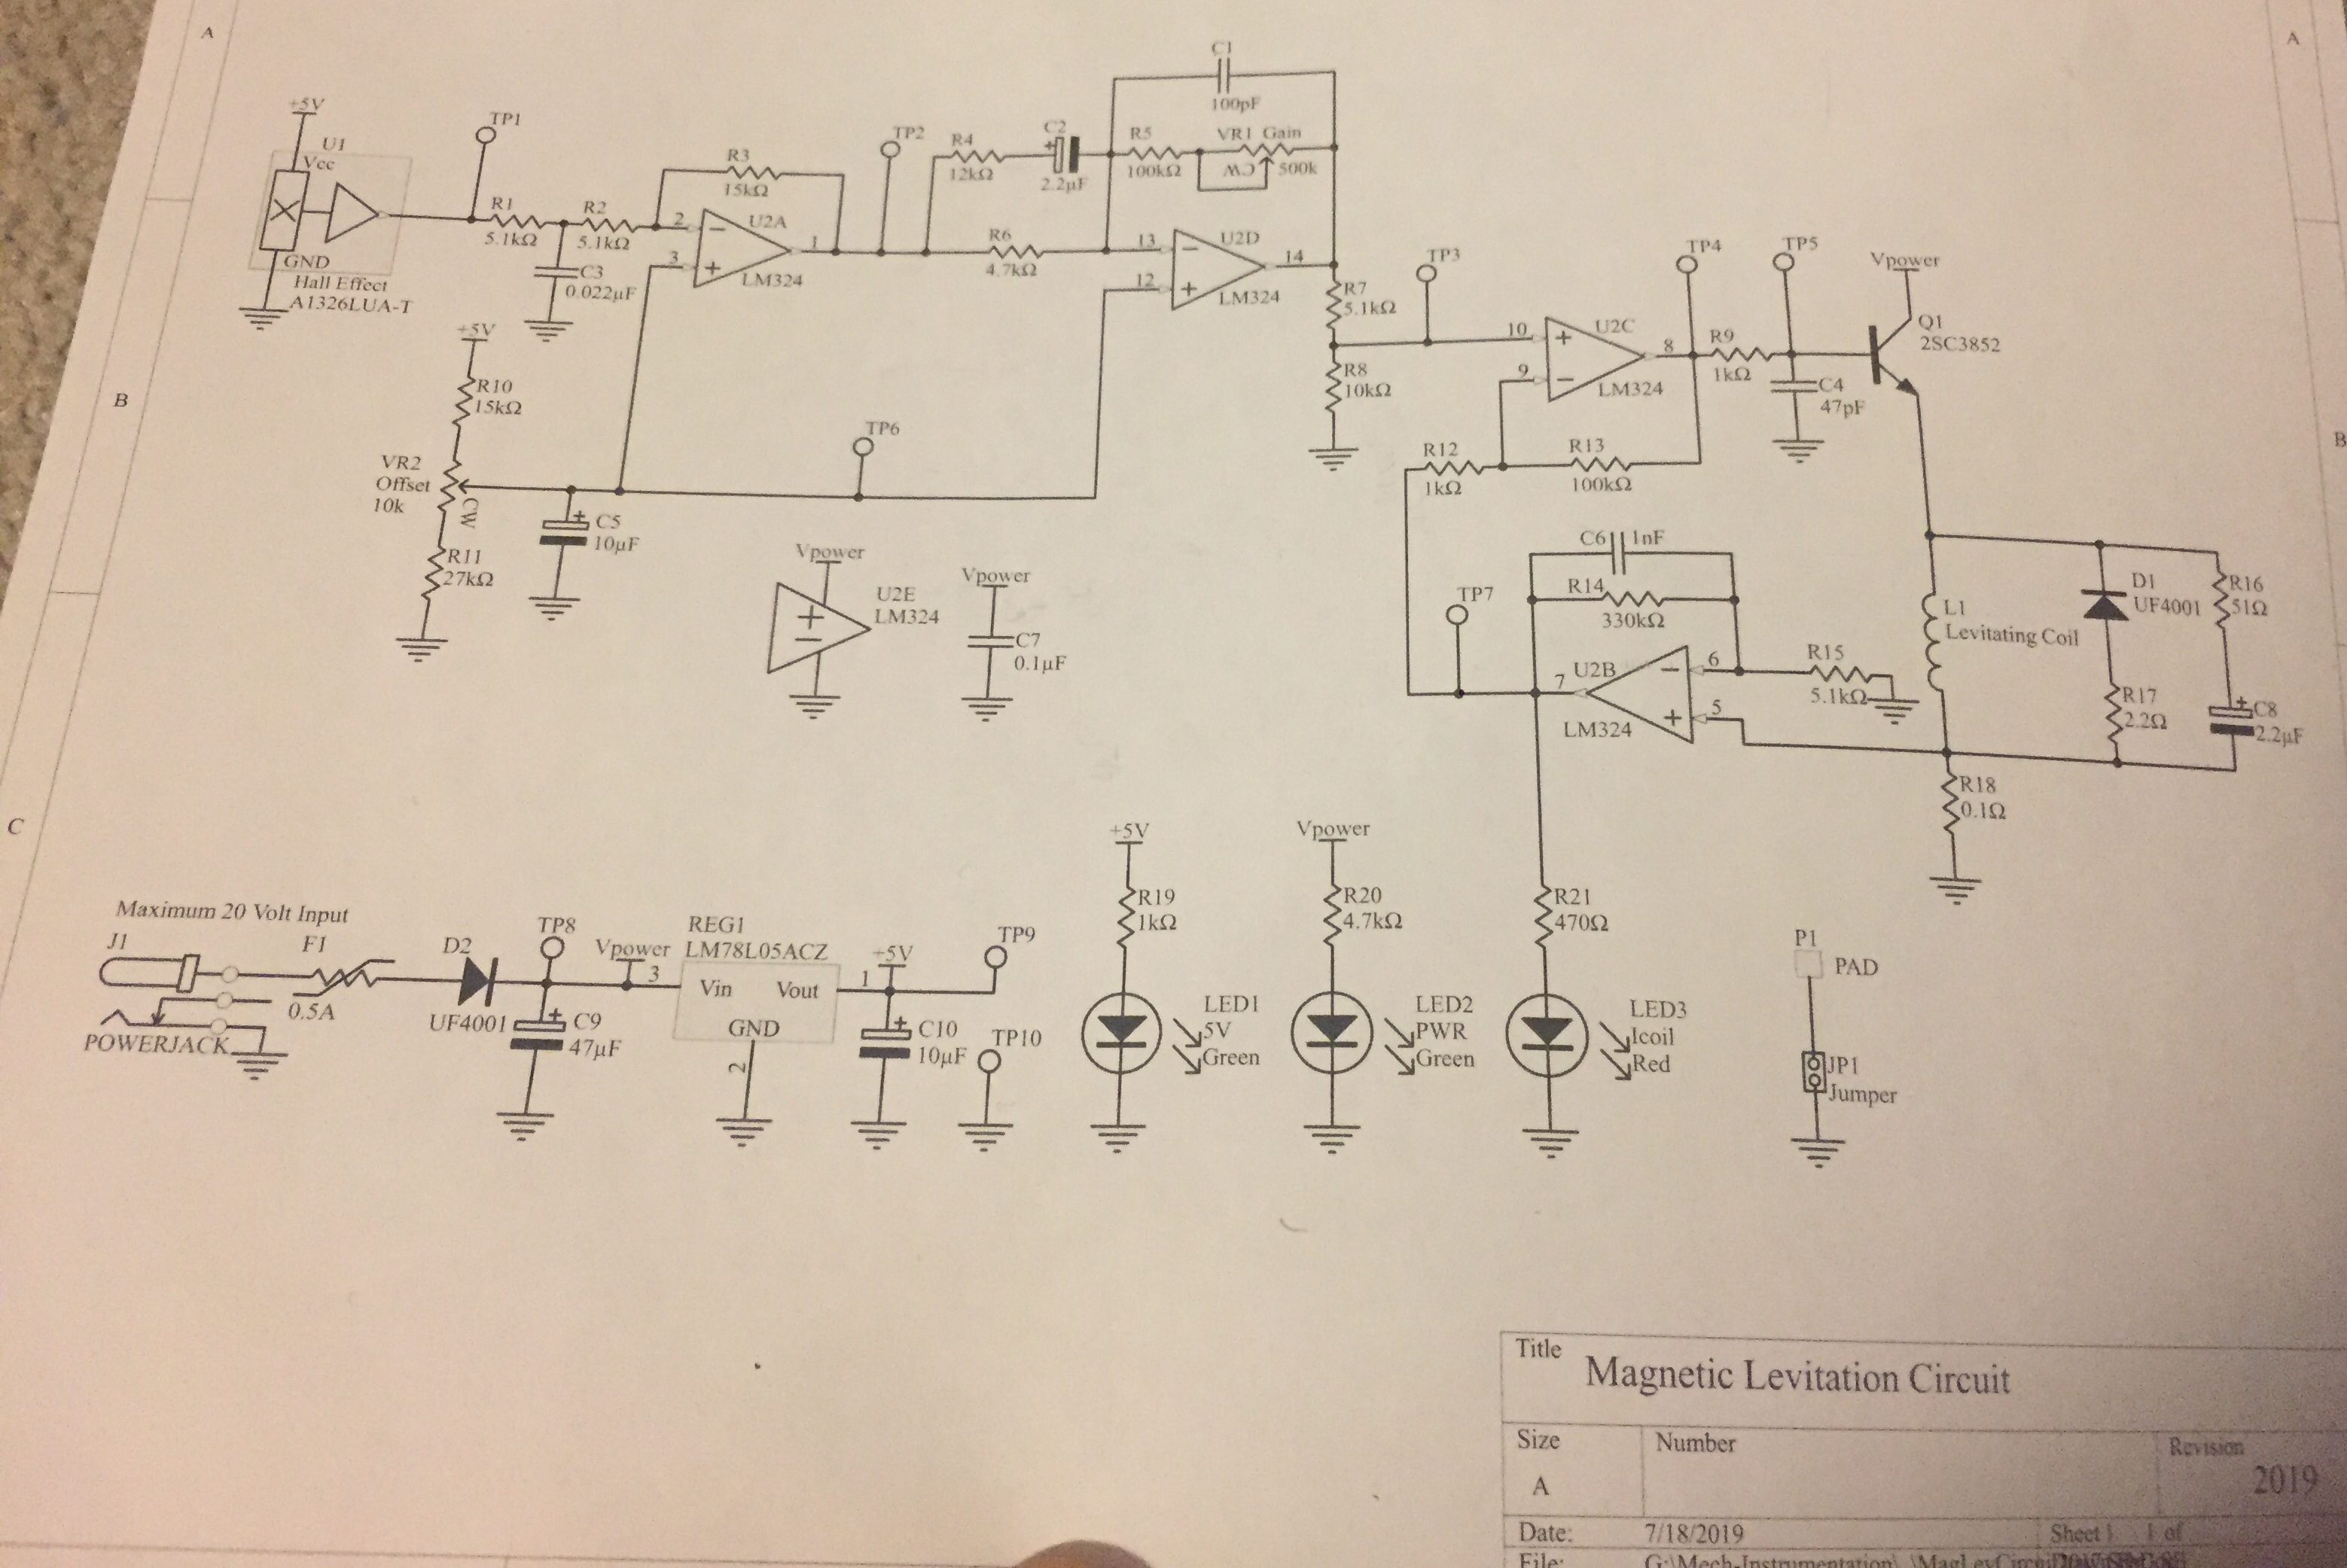 A
A
C1
100pF
+5V
U1
Vcc
GND
Hall Effect
A1326LUA-T
TP1
R1
5.1kΩ
R2
5.1kΩ
C3
0.022µF
R3
15kΩ
2
3
1
U2A
LM324
TP2
R4
12kΩ
C2
+
2.2µF
R5
100kΩ
VR1 Gain
CW
500k
R6
4.7kΩ
13
12
14
U2D
LM324
R7
5.1kΩ
R8
10kΩ
TP3
10
9
8
U2C
LM324
TP4
R9
1kΩ
TP5
C4
47pF
Vpower
Q1
2SC3852
B
B
+5V
R10
15kΩ
VR2
Offset
10k
CW
R11
27kΩ
+
C5
10µF
TP6
Vpower
U2E
LM324
Vpower
C7
0.1µF
R12
1kΩ
R13
100kΩ
C6
1nF
R14
330kΩ
TP7
7
U2B
LM324
6
5
R15
5.1kΩ
L1
Levitating Coil
D1
UF4001
R16
51Ω
R17
2.2Ω
+
C8
2.2µF
R18
0.1Ω
C
Maximum 20 Volt Input
J1
POWERJACK
F1
0.5A
D2
UF4001
TP8
+
C9
47µF
Vpower
3
REG1
LM78L05ACZ
Vin
Vout
GND
2
1
+5V
+
C10
10µF
TP9
TP10
+5V
R19
1kΩ
LED1
5V
Green
Vpower
R20
4.7kΩ
LED2
PWR
Green
R21
470Ω
LED3
Icoil
Red
P1
PAD
JP1
Jumper
Title
Magnetic Levitation Circuit
Size
A
Number
Revision
2019
Date:
7/18/2019
Sheet 1 of
File:
G:\Mech-Instrumentation\